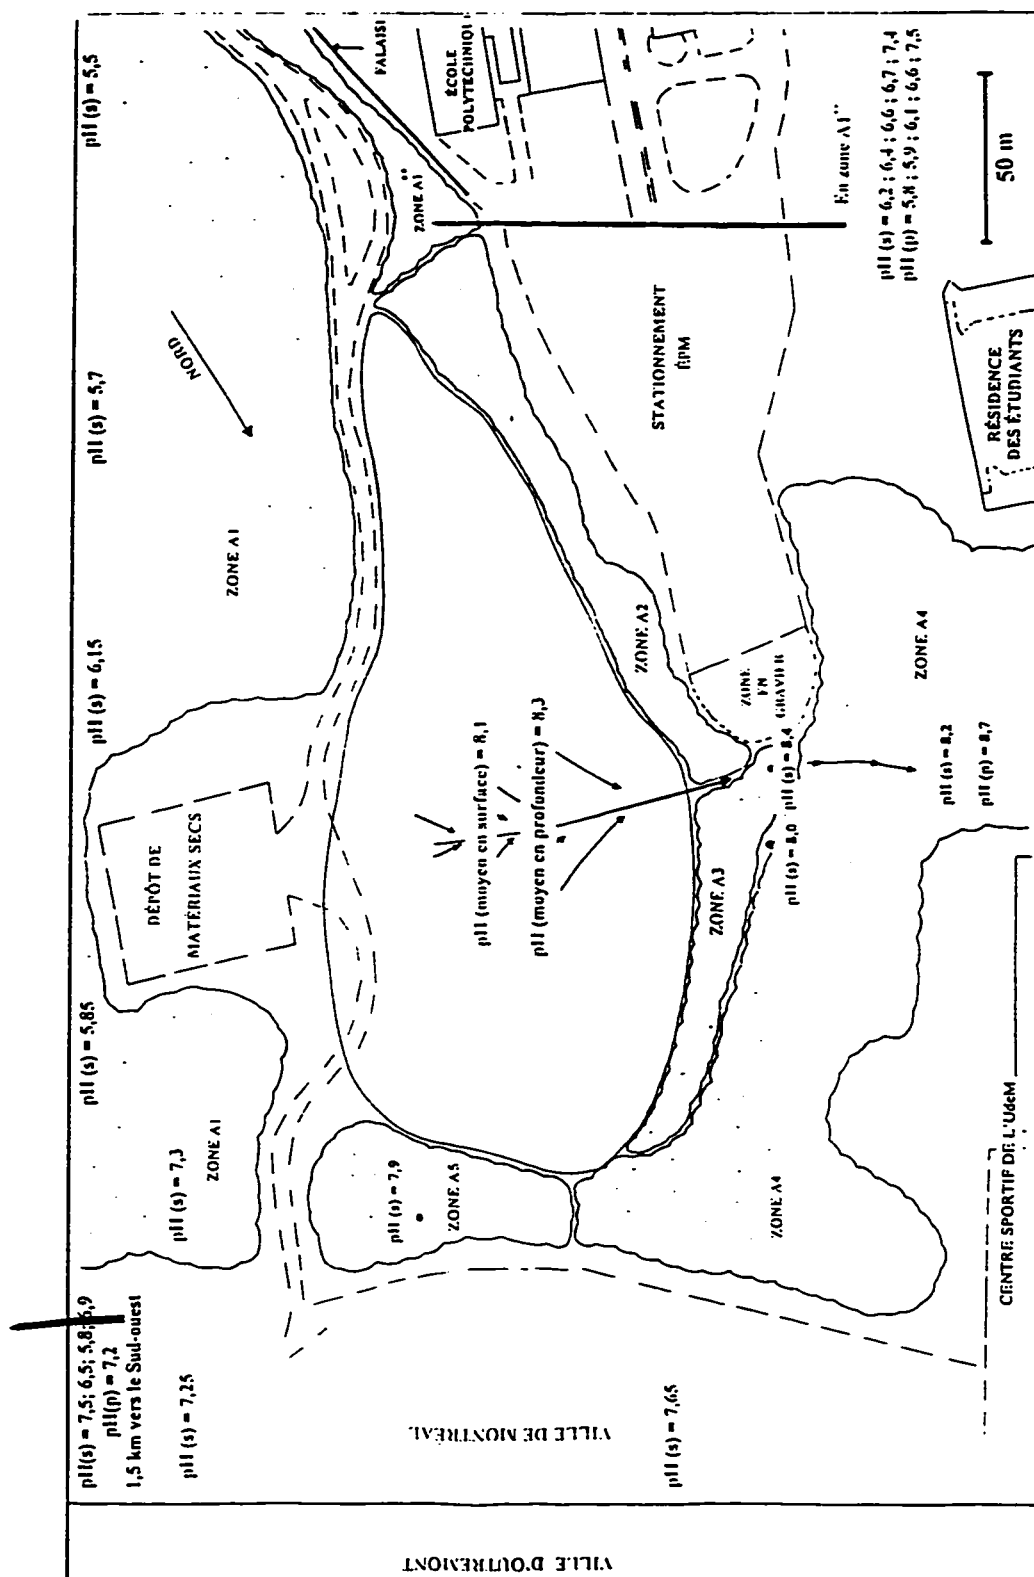 pH(s) = 7,5; 6,5; 5,8; 6,9
pH(p) = 7,2
1,5 km vers le Sud-ouest
pH (s) = 7,25
pH (s) = 7,3
ZONE A1
pH (s) = 5,85
DÉPÔT DE
MATÉRIAUX SECS
pH (s) = 6,15
ZONE A1
pH (s) = 5,7
NORD
pH (s) = 5,5
FALAISE
ZONE A1''
ÉCOLE
POLYTECHNIQUE
pH (s) = 7,9
ZONE A5
pH (moyen en surface) = 8,1
pH (moyen en profondeur) = 8,3
VILLE DE MONTRÉAL
VILLE D'OUTREMONT
pH (s) = 7,65
ZONE A3
ZONE A2
STATIONNEMENT
ÉPM
ZONE
EN
GRAVIER
pH (s) = 8,0
pH (s) = 8,4
ZONE A4
ZONE A4
pH (s) = 8,2
pH (p) = 8,7
En zone A1''
pH (s) = 6,2 ; 6,4 ; 6,6 ; 6,7 ; 7,4
pH (p) = 5,8 ; 5,9 ; 6,1 ; 6,6 ; 7,5
50 m
RÉSIDENCE
DES ÉTUDIANTS
CENTRE SPORTIF DE L'UdeM